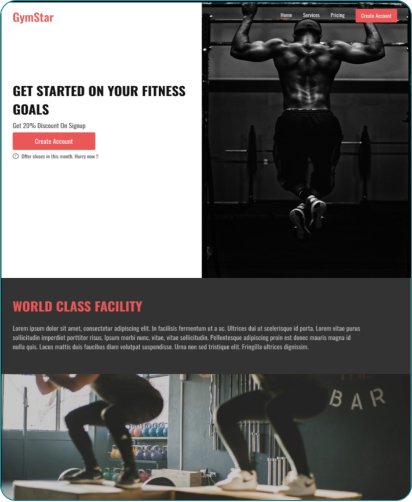 GymStar
Home Services Pricing Create Account
GET STARTED ON YOUR FITNESS
GOALS
Get 20% Discount On Signup
Create Account
Offer closes in this month. Hurry now !!
WORLD CLASS FACILITY
Lorem ipsum dolor sit amet, consectetur adipiscing elit. In facilisis fermentum ut a ac. Ultrices dui at scelerisque id porta. Lorem vitae purus
sollicitudin imperdiet porttitor risus. Ipsum morbi nunc, vitae, vitae sollicitudin. Pellentesque adipiscing proin est donec mauris magna id
nulla quis. Lacus mattis duis faucibus diam volutpat suspendisse. Urna non sed tristique elit. Fringilla ultrices dignissim.
BAR